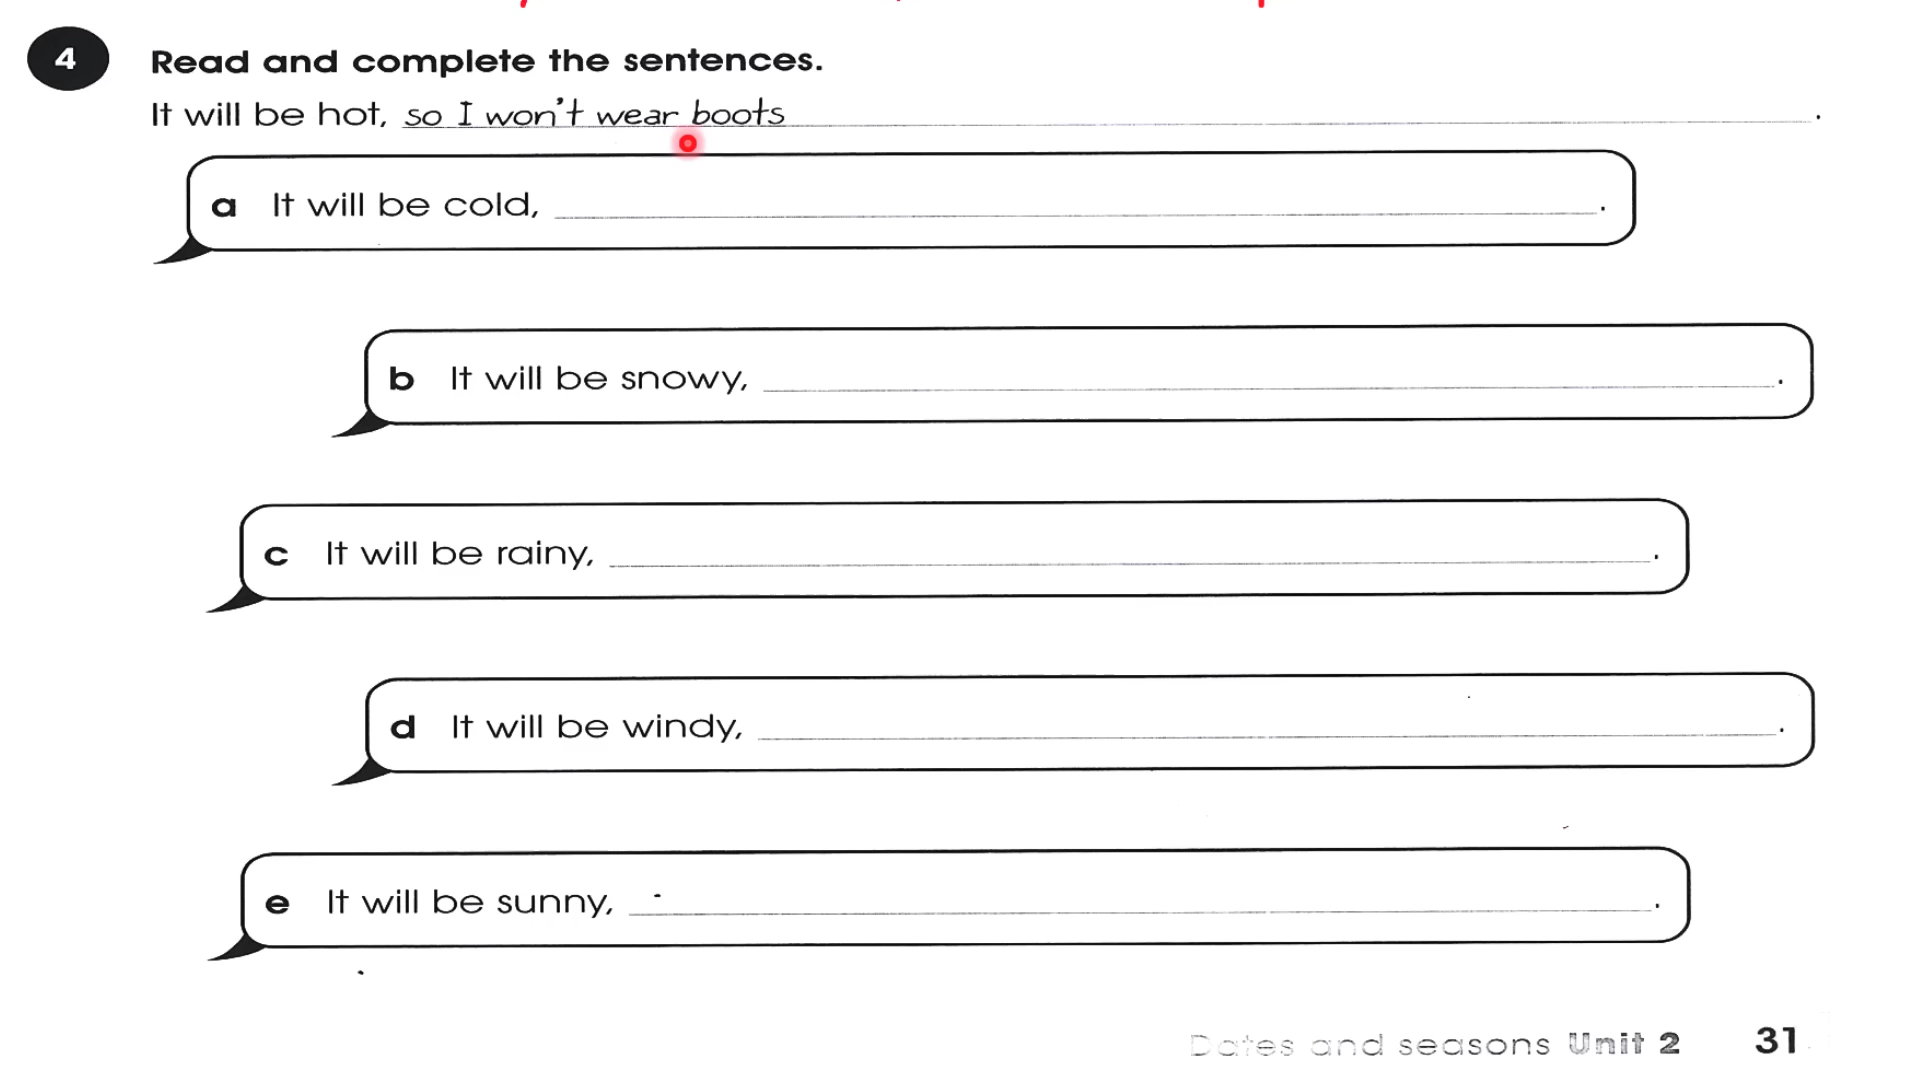 4 Read and complete the sentences.
It will be hot, so I won't wear boots .
a It will be cold, .
b It will be snowy, .
c It will be rainy, .
d It will be windy, .
e It will be sunny, .
Dates and seasons Unit 2 31